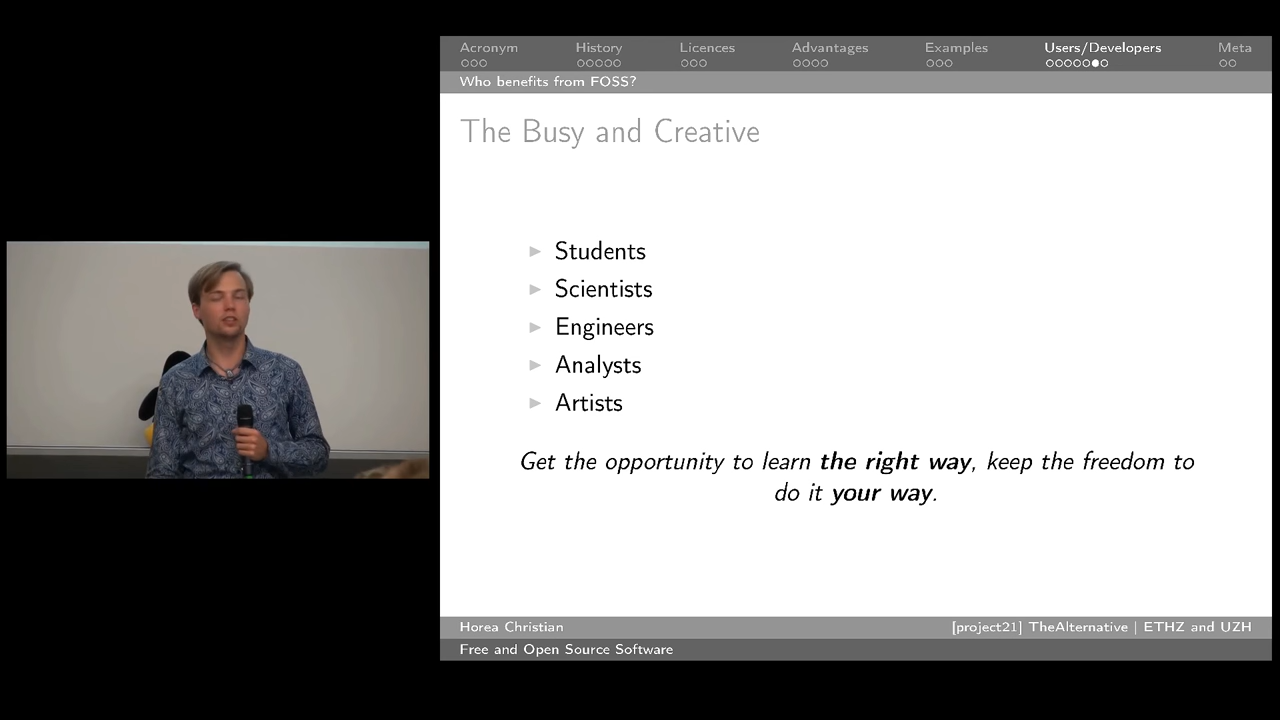 Acronym History Licences Advantages Examples Users/Developers Meta
Who benefits from FOSS?
The Busy and Creative
Students
Scientists
Engineers
Analysts
Artists
Get the opportunity to learn the right way, keep the freedom to
do it your way.
Horea Christian [project21] TheAlternative | ETHZ and UZH
Free and Open Source Software